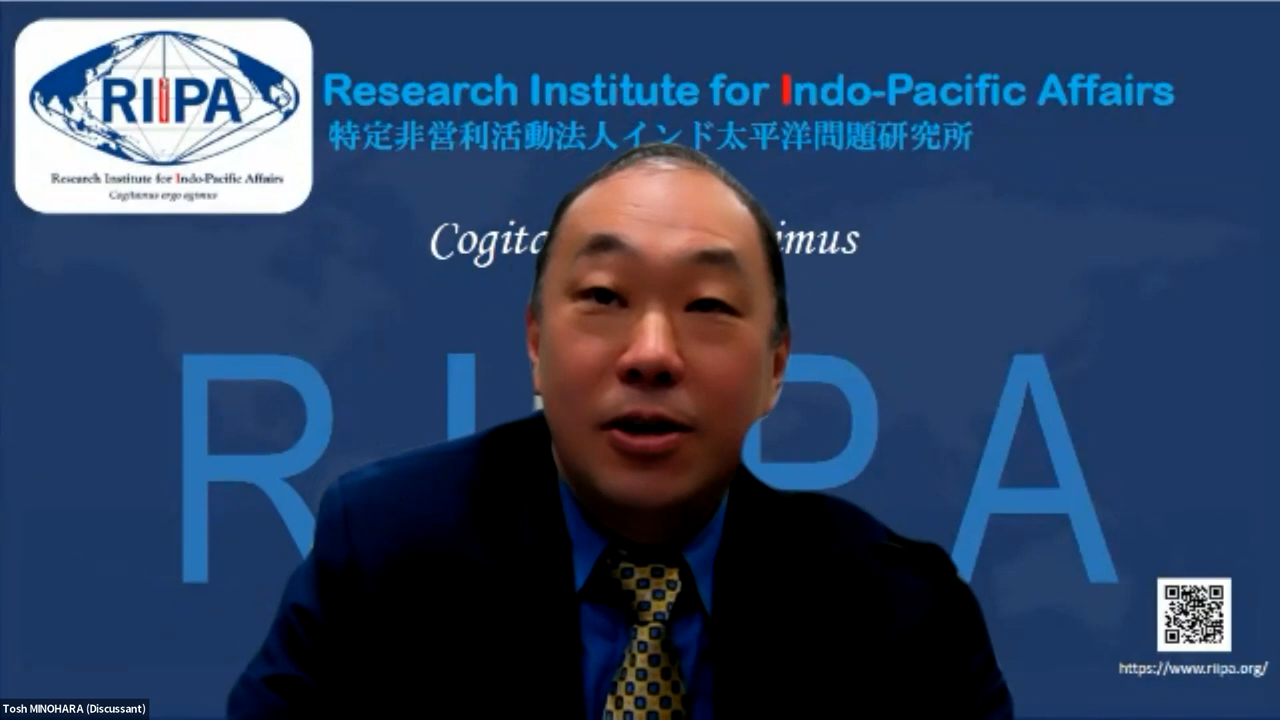 RIIPA
Research Institute for Indo-Pacific Affairs
Cogitamus ergo agimus
Research Institute for Indo-Pacific Affairs
特定非営利活動法人インド太平洋問題研究所
Cogita imus
R I P A
https://www.riipa.org/
Tosh MINOHARA (Discussant)